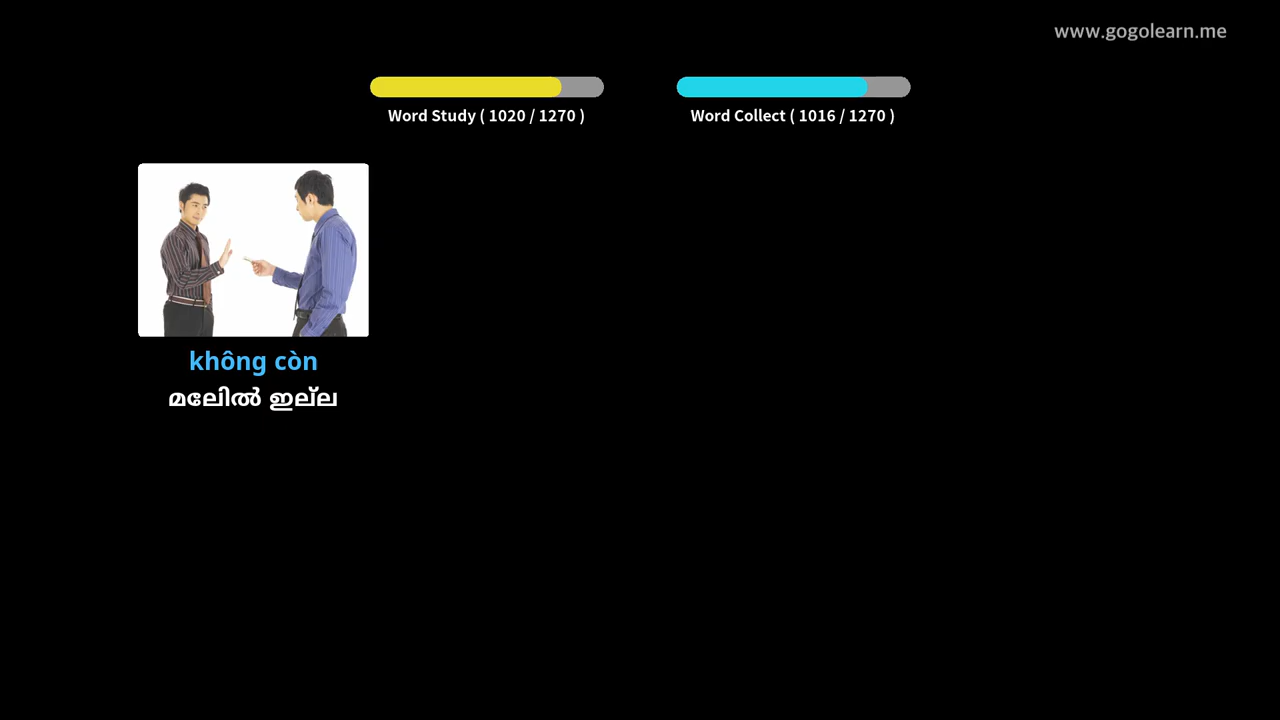 www.gogolearn.me
Word Study ( 1020 / 1270 )
Word Collect ( 1016 / 1270 )
không còn
മലേിൽ ഇല്ല